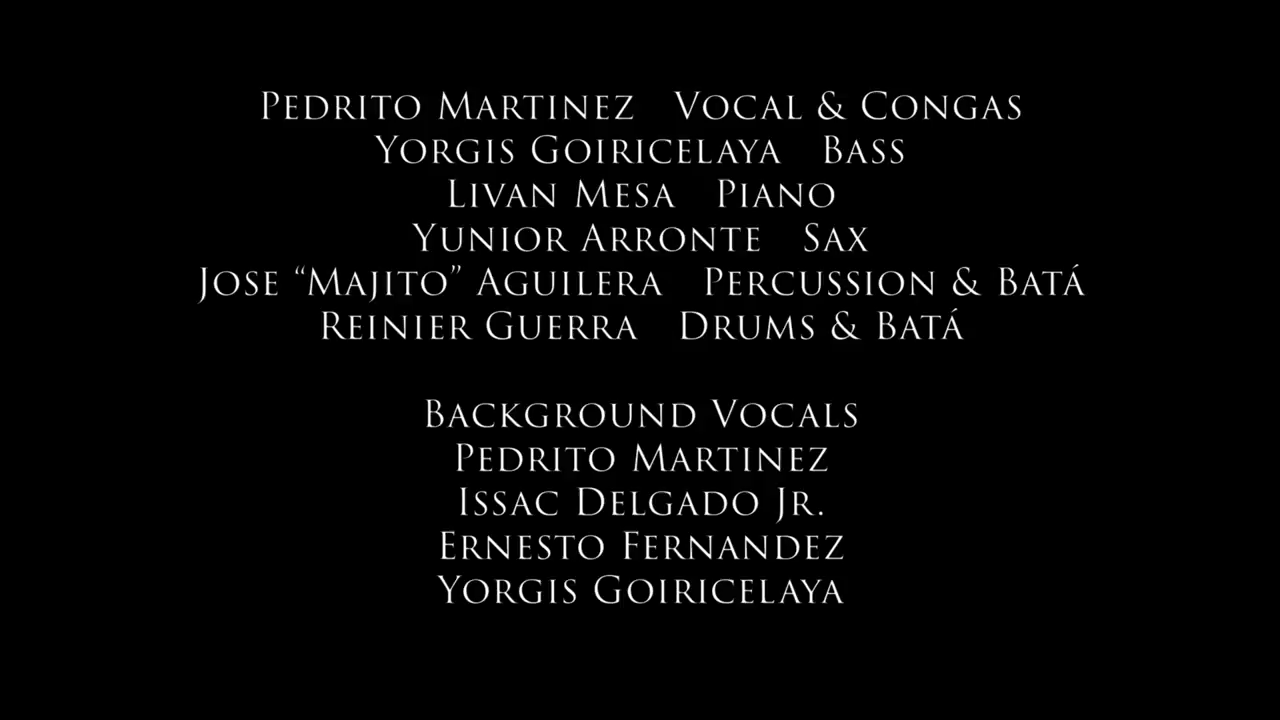 Pedrito Martinez Vocal & Congas
Yorgis Goiricelaya Bass
Livan Mesa Piano
Yunior Arronte Sax
Jose “Majito” Aguilera Percussion & Batá
Reinier Guerra Drums & Batá
Background Vocals
Pedrito Martinez
Issac Delgado Jr.
Ernesto Fernandez
Yorgis Goiricelaya